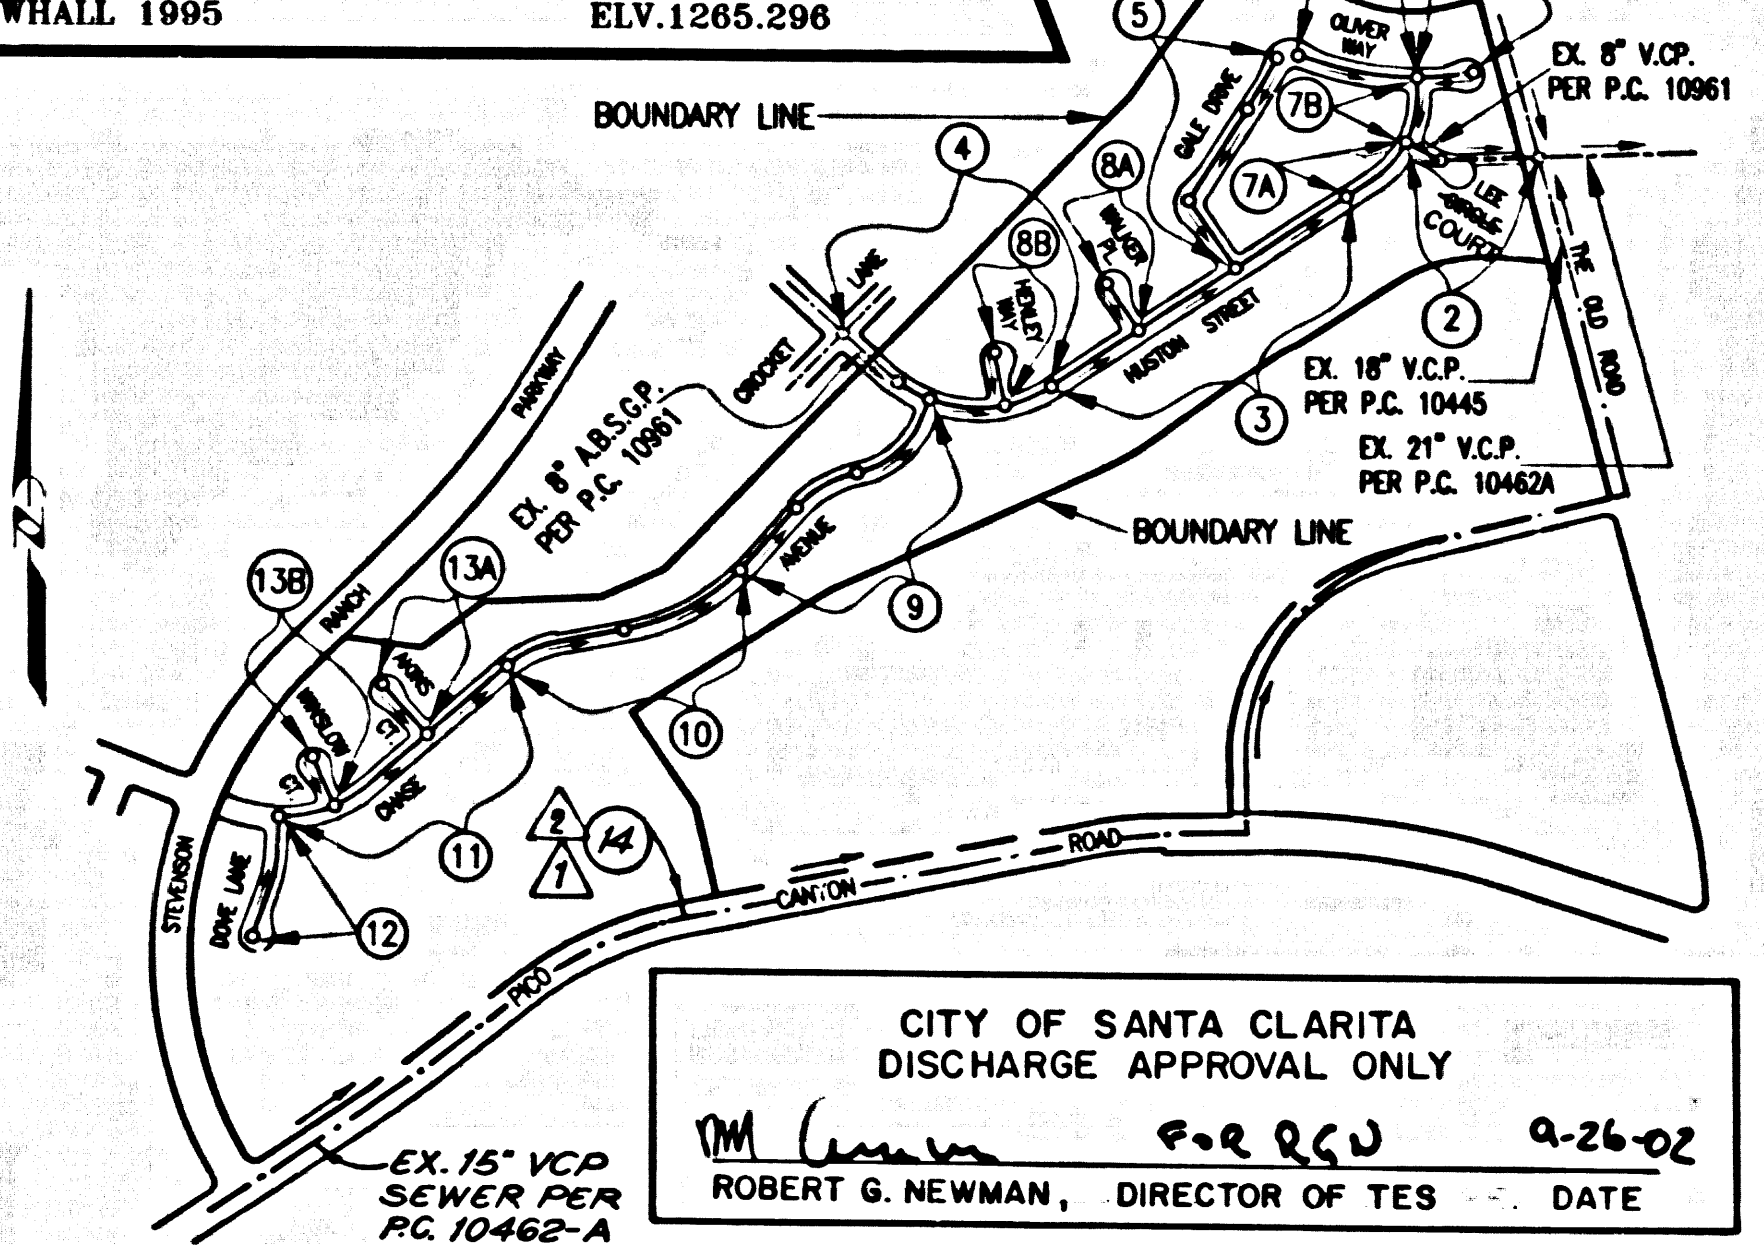 WHALL 1995
ELV.1265.296
5
OLIVER
WAY
EX. 8" V.CP.
PER P.C. 10961
BOUNDARY LINE
4
8A
GALE DRIVE
7B
7A
8B
WALKER
PL.
LEE
CIRCLE
COURT
THE OLD ROAD
LANE
CROCKET
HENLEY
WAY
HUSTON STREET
2
3
EX. 18" V.C.P.
PER P.C. 10445
EX. 21" V.C.P.
PER P.C. 10462A
BOUNDARY LINE
N
PARKWAY
EX. 8" A.B.S.G.P.
PER P.C. 10961
AVENUE
13B
13A
9
RANCH
AKINS
CT.
WINSLOW
CT.
10
CHASE
11
2
1
14
STEVENSON
DOVE LANE
12
ROAD
CANYON
PICO
EX. 15" VCP
SEWER PER
P.C. 10462-A
CITY OF SANTA CLARITA
DISCHARGE APPROVAL ONLY
FOR RGN
9-26-02
ROBERT G. NEWMAN, DIRECTOR OF TES
DATE